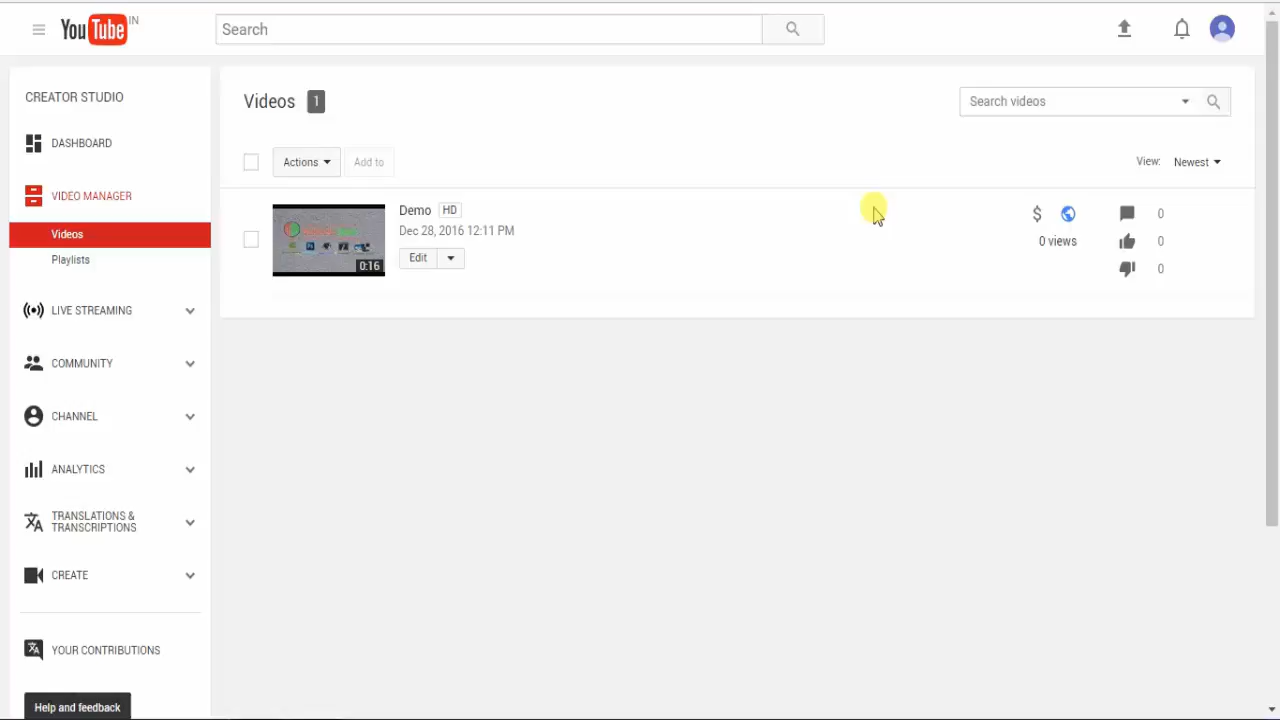 YouTube IN
Search
CREATOR STUDIO
DASHBOARD
VIDEO MANAGER
Videos
Playlists
LIVE STREAMING
COMMUNITY
CHANNEL
ANALYTICS
TRANSLATIONS &
TRANSCRIPTIONS
CREATE
YOUR CONTRIBUTIONS
Help and feedback
Videos 1
Search videos
Actions Add to
View: Newest
0:16
Demo HD
Dec 28, 2016 12:11 PM
Edit
$
0 views
0
0
0